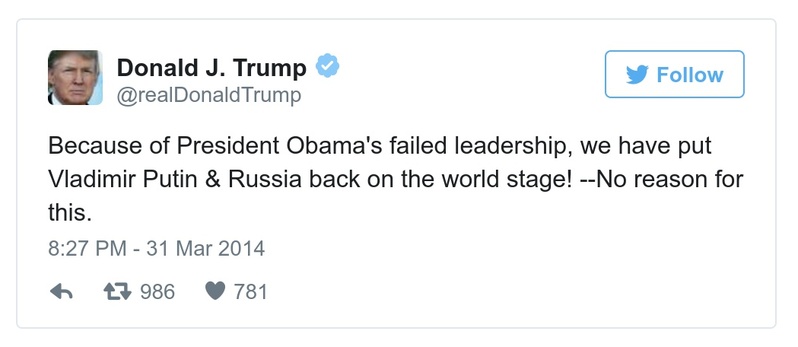 Donald J. Trump
@realDonaldTrump
Follow
Because of President Obama's failed leadership, we have put
Vladimir Putin & Russia back on the world stage! --No reason for
this.
8:27 PM - 31 Mar 2014
986 781